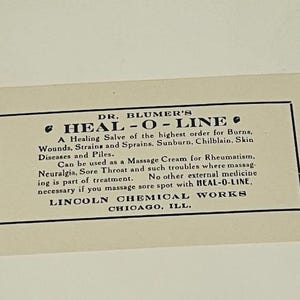 DR. BLUMER'S
HEAL-O-LINE
A Healing Salve of the highest order for Burns,
Wounds, Strains and Sprains, Sunburn, Chilblain, Skin
Diseases and Piles.
Can be used as a Massage Cream for Rheumatism,
Neuralgia, Sore Throat and such troubles where massag-
ing is part of treatment. No other external medicine
necessary if you massage sore spot with HEAL-O-LINE,
LINCOLN CHEMICAL WORKS
CHICAGO, ILL.